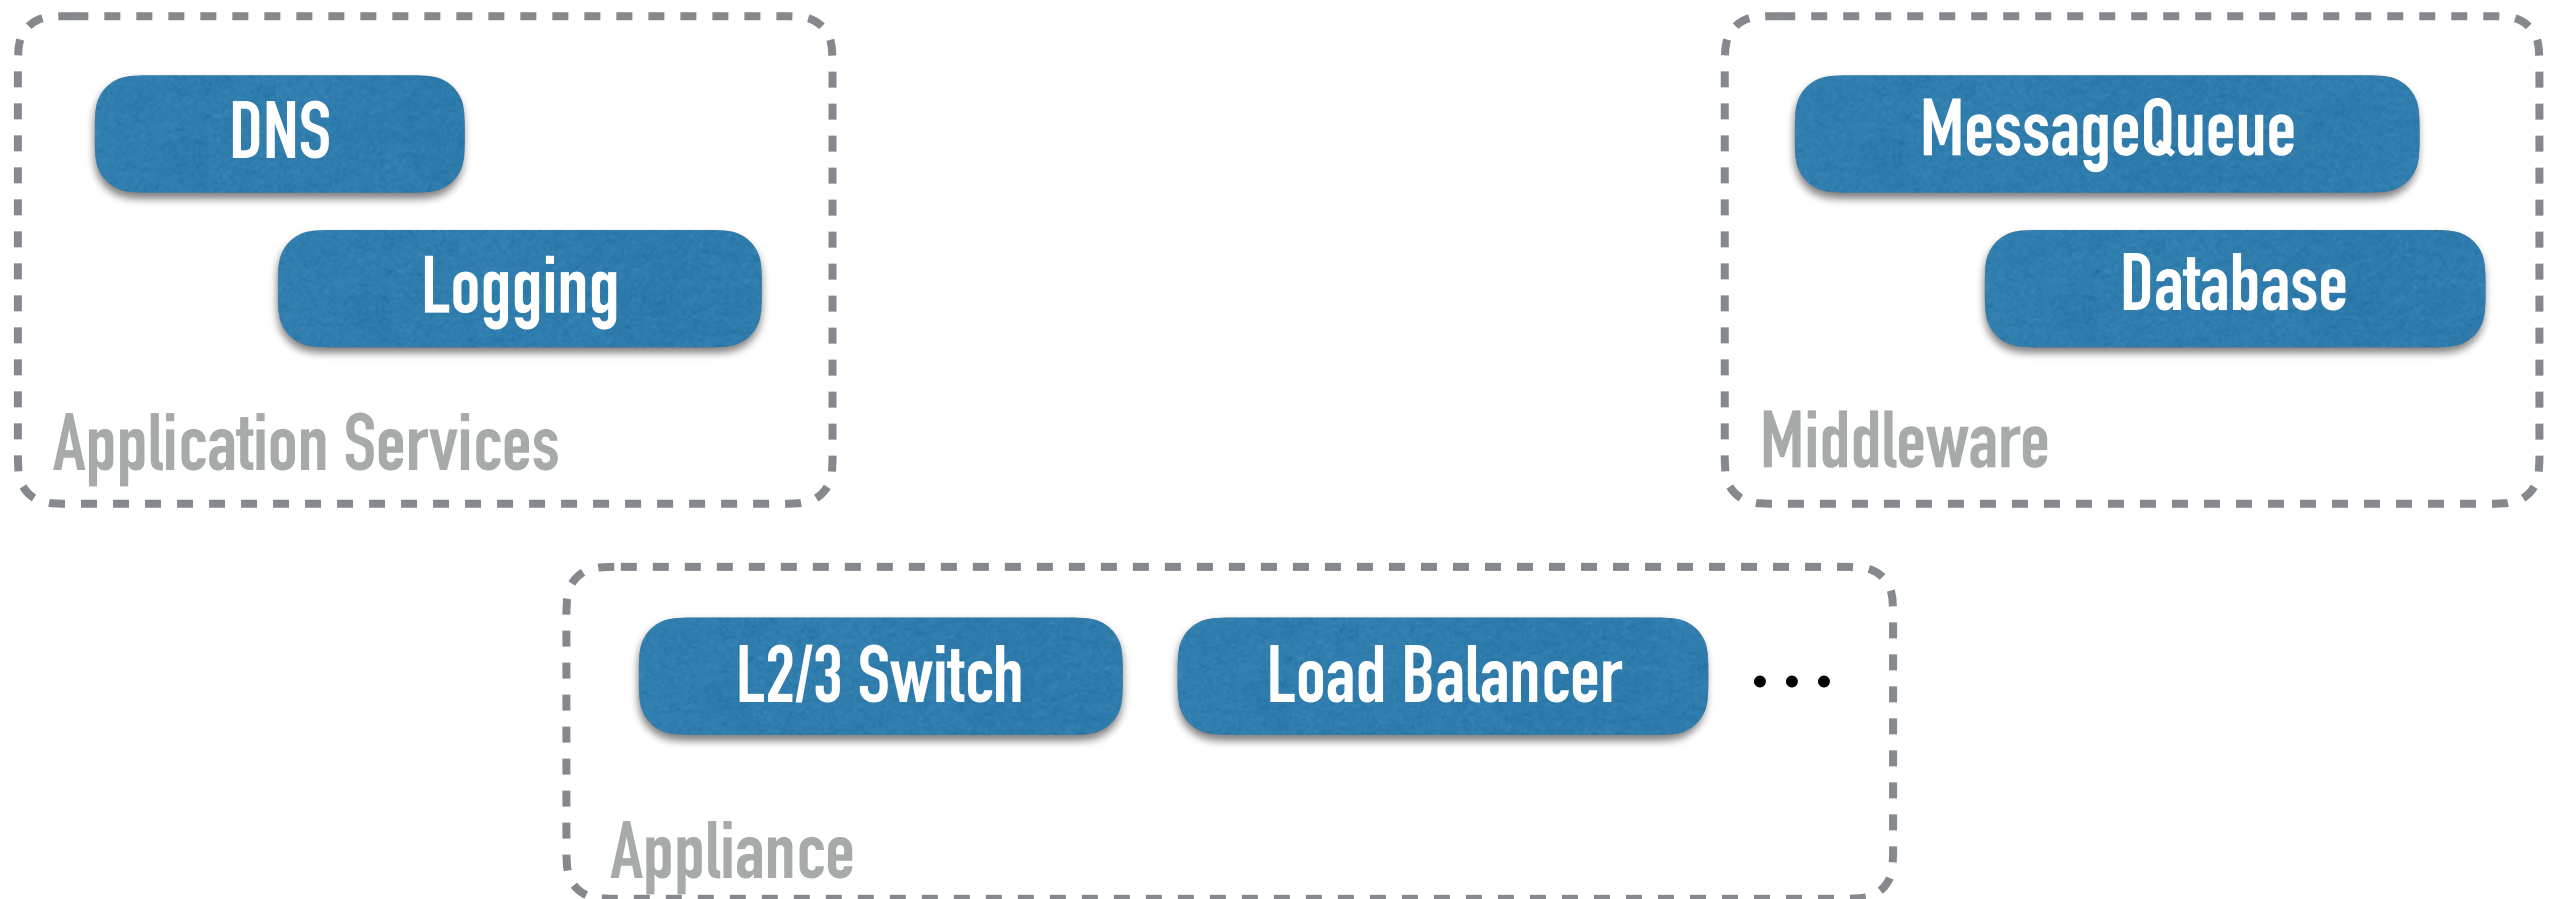 DNS
Logging
Application Services
MessageQueue
Database
Middleware
L2/3 Switch
Load Balancer
...
Appliance